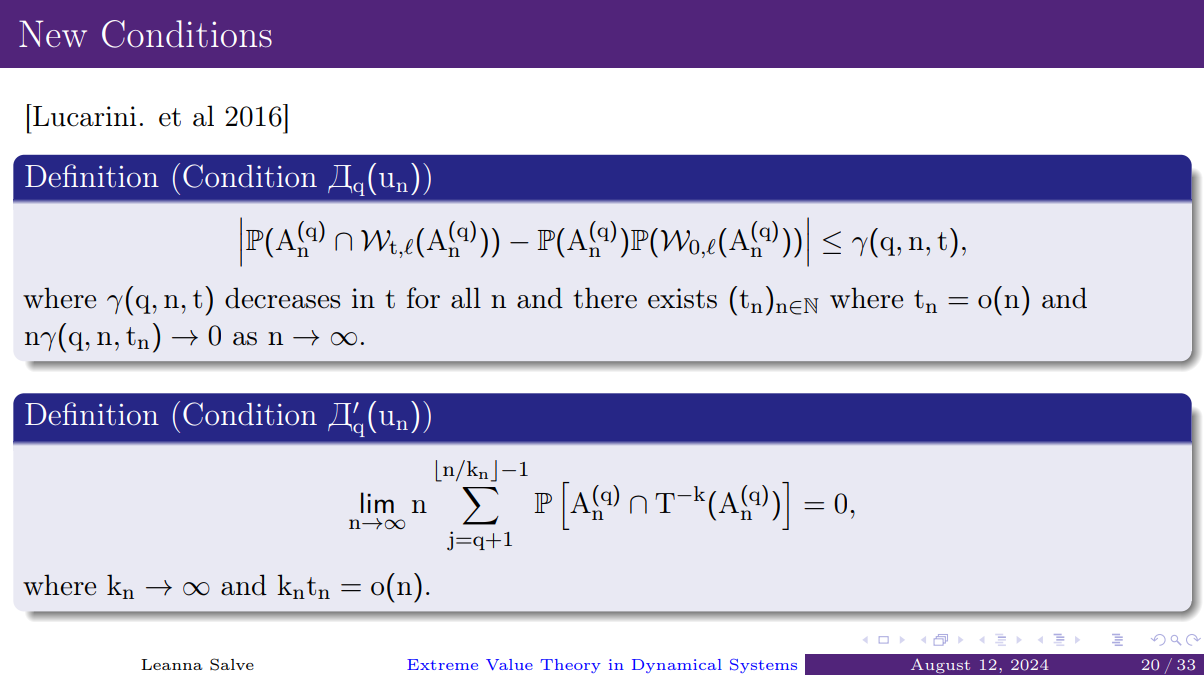 New Conditions
[Lucarini. et al 2016]
Definition (Condition Д_q(u_n))
|ℙ(A_n^(q) ∩ 𝒲_{t,ℓ}(A_n^(q))) − ℙ(A_n^(q))ℙ(𝒲_{0,ℓ}(A_n^(q)))| ≤ γ(q, n, t),
where γ(q, n, t) decreases in t for all n and there exists (t_n)_{n∈ℕ} where t_n = o(n) and
nγ(q, n, t_n) → 0 as n → ∞.
Definition (Condition Д′_q(u_n))
lim_{n→∞} n ∑_{j=q+1}^{⌊n/k_n⌋−1} ℙ[A_n^(q) ∩ T^{−k}(A_n^(q))] = 0,
where k_n → ∞ and k_n t_n = o(n).
Leanna Salve Extreme Value Theory in Dynamical Systems August 12, 2024 20 / 33